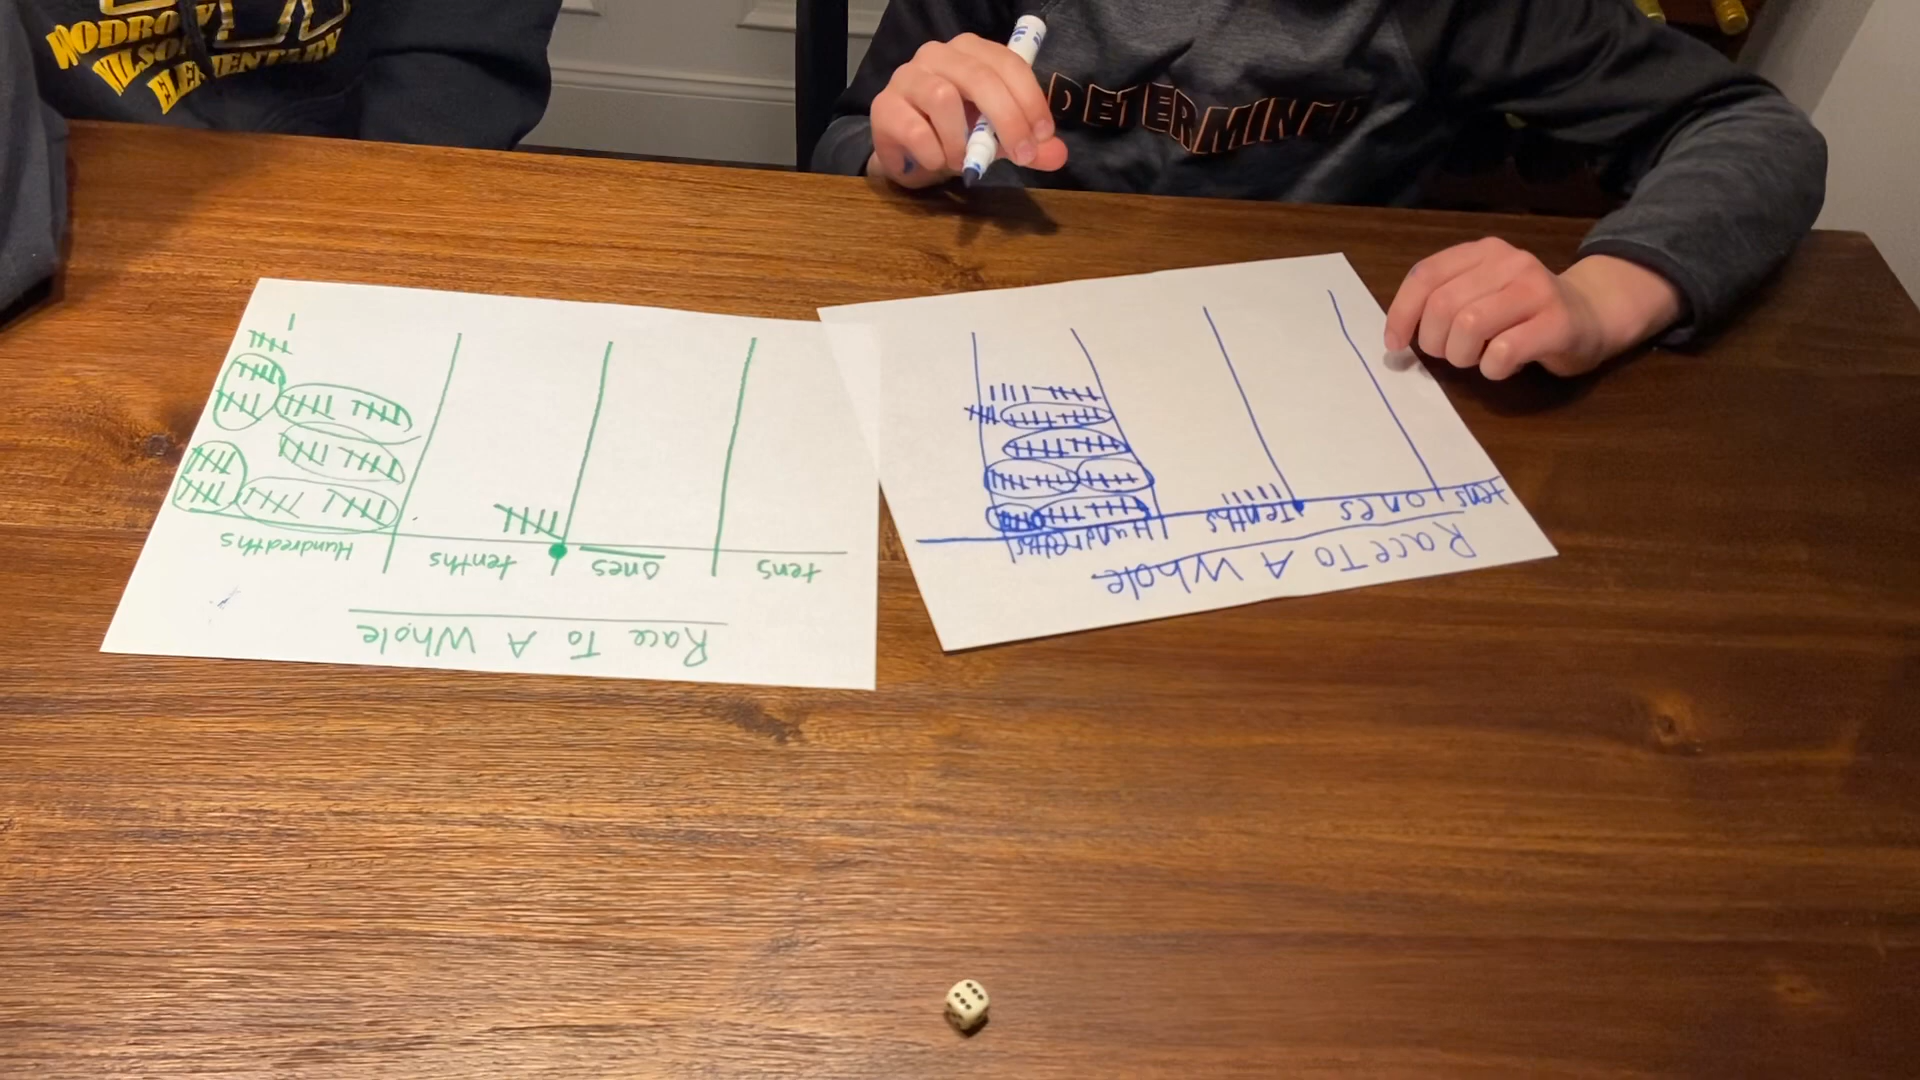 WOODROW
WILSON
ELEMENTARY
DETERMINED
Race To A Whole
tens ones tenths Hundredths
Race To A Whole
tens ones Tenths Hundredths